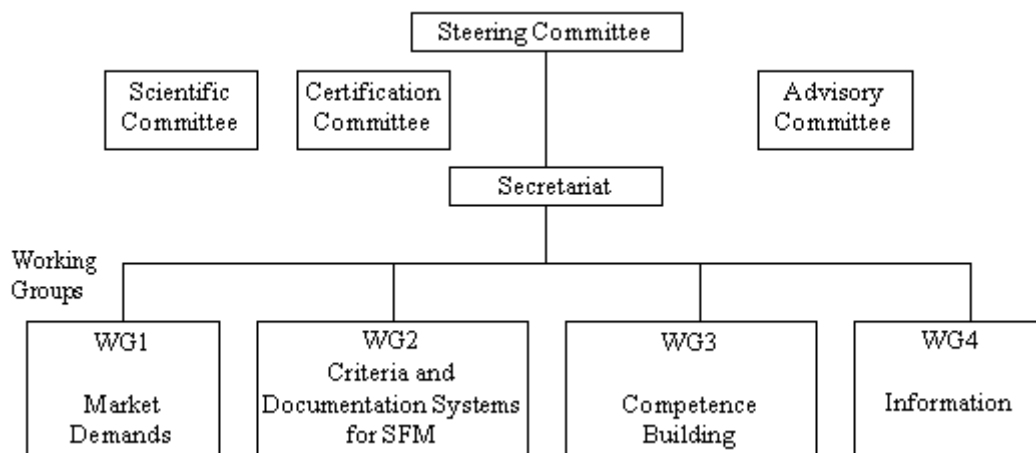 Steering Committee
Scientific
Committee
Certification
Committee
Advisory
Committee
Secretariat
Working
Groups
WG1
Market
Demands
WG2
Criteria and
Documentation Systems
for SFM
WG3
Competence
Building
WG4
Information